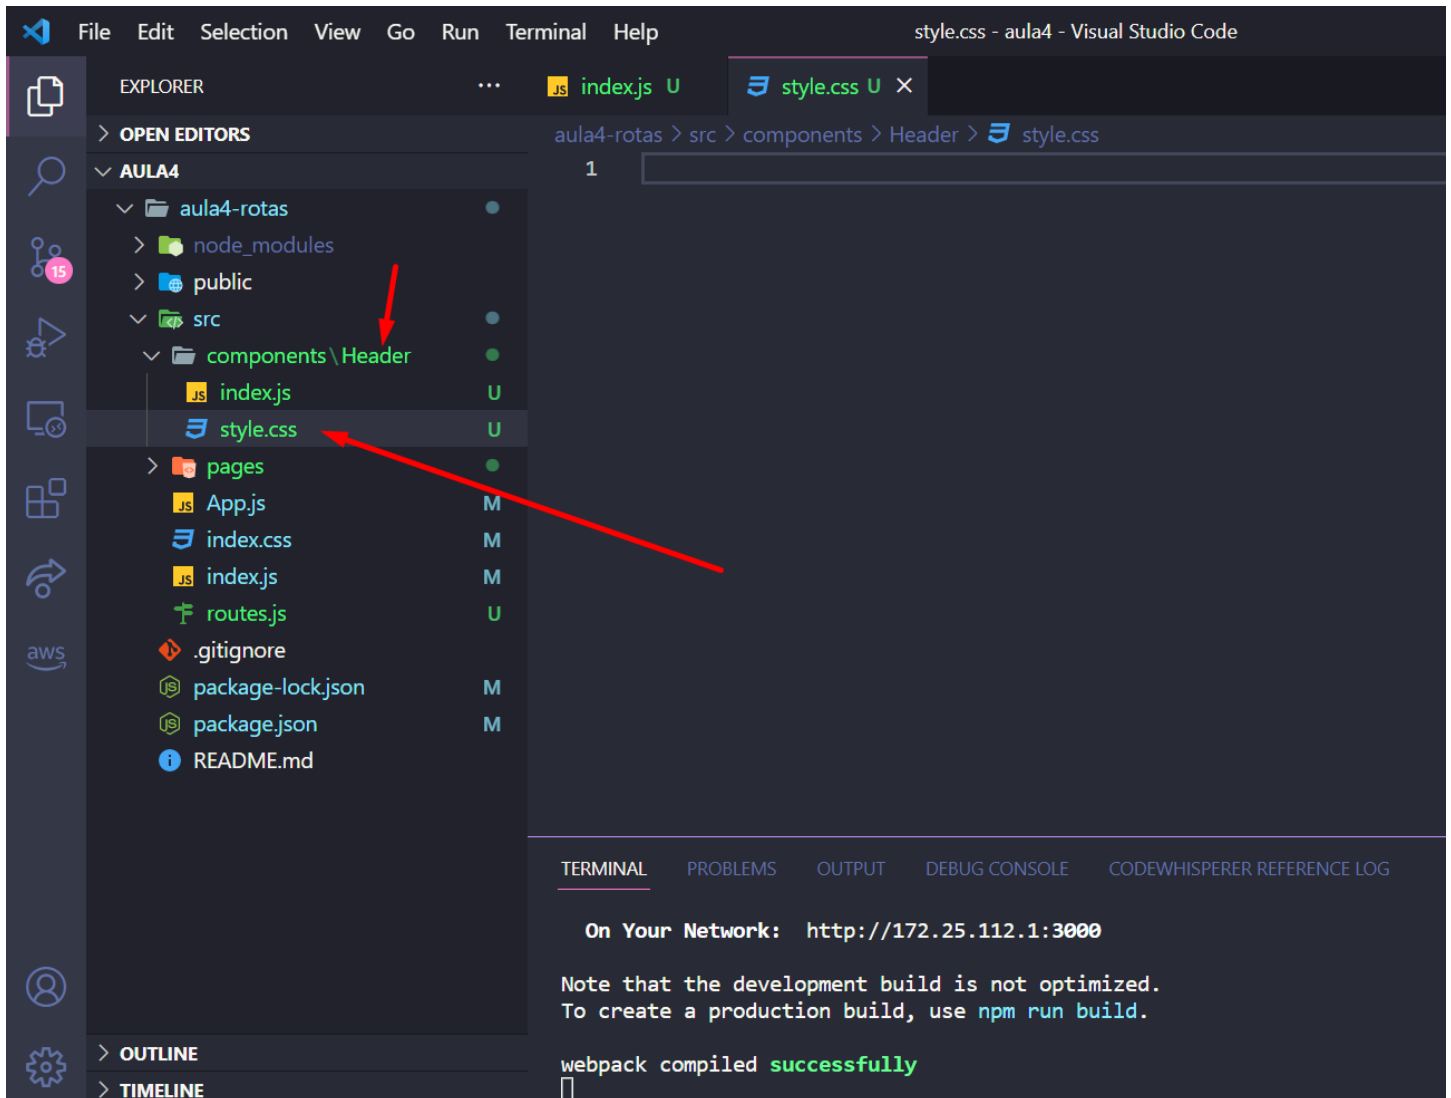 File Edit Selection View Go Run Terminal Help style.css - aula4 - Visual Studio Code
EXPLORER ···
index.js U
style.css U
OPEN EDITORS
aula4-rotas > src > components > Header > style.css
AULA4
1
aula4-rotas
node_modules
15
public
src
components\Header
JS index.js U
style.css U
pages
JS App.js M
index.css M
JS index.js M
routes.js U
.gitignore
aws
package-lock.json M
package.json M
README.md
TERMINAL PROBLEMS OUTPUT DEBUG CONSOLE CODEWHISPERER REFERENCE LOG
On Your Network: http://172.25.112.1:3000
Note that the development build is not optimized.
To create a production build, use npm run build.
webpack compiled successfully
OUTLINE
TIMELINE